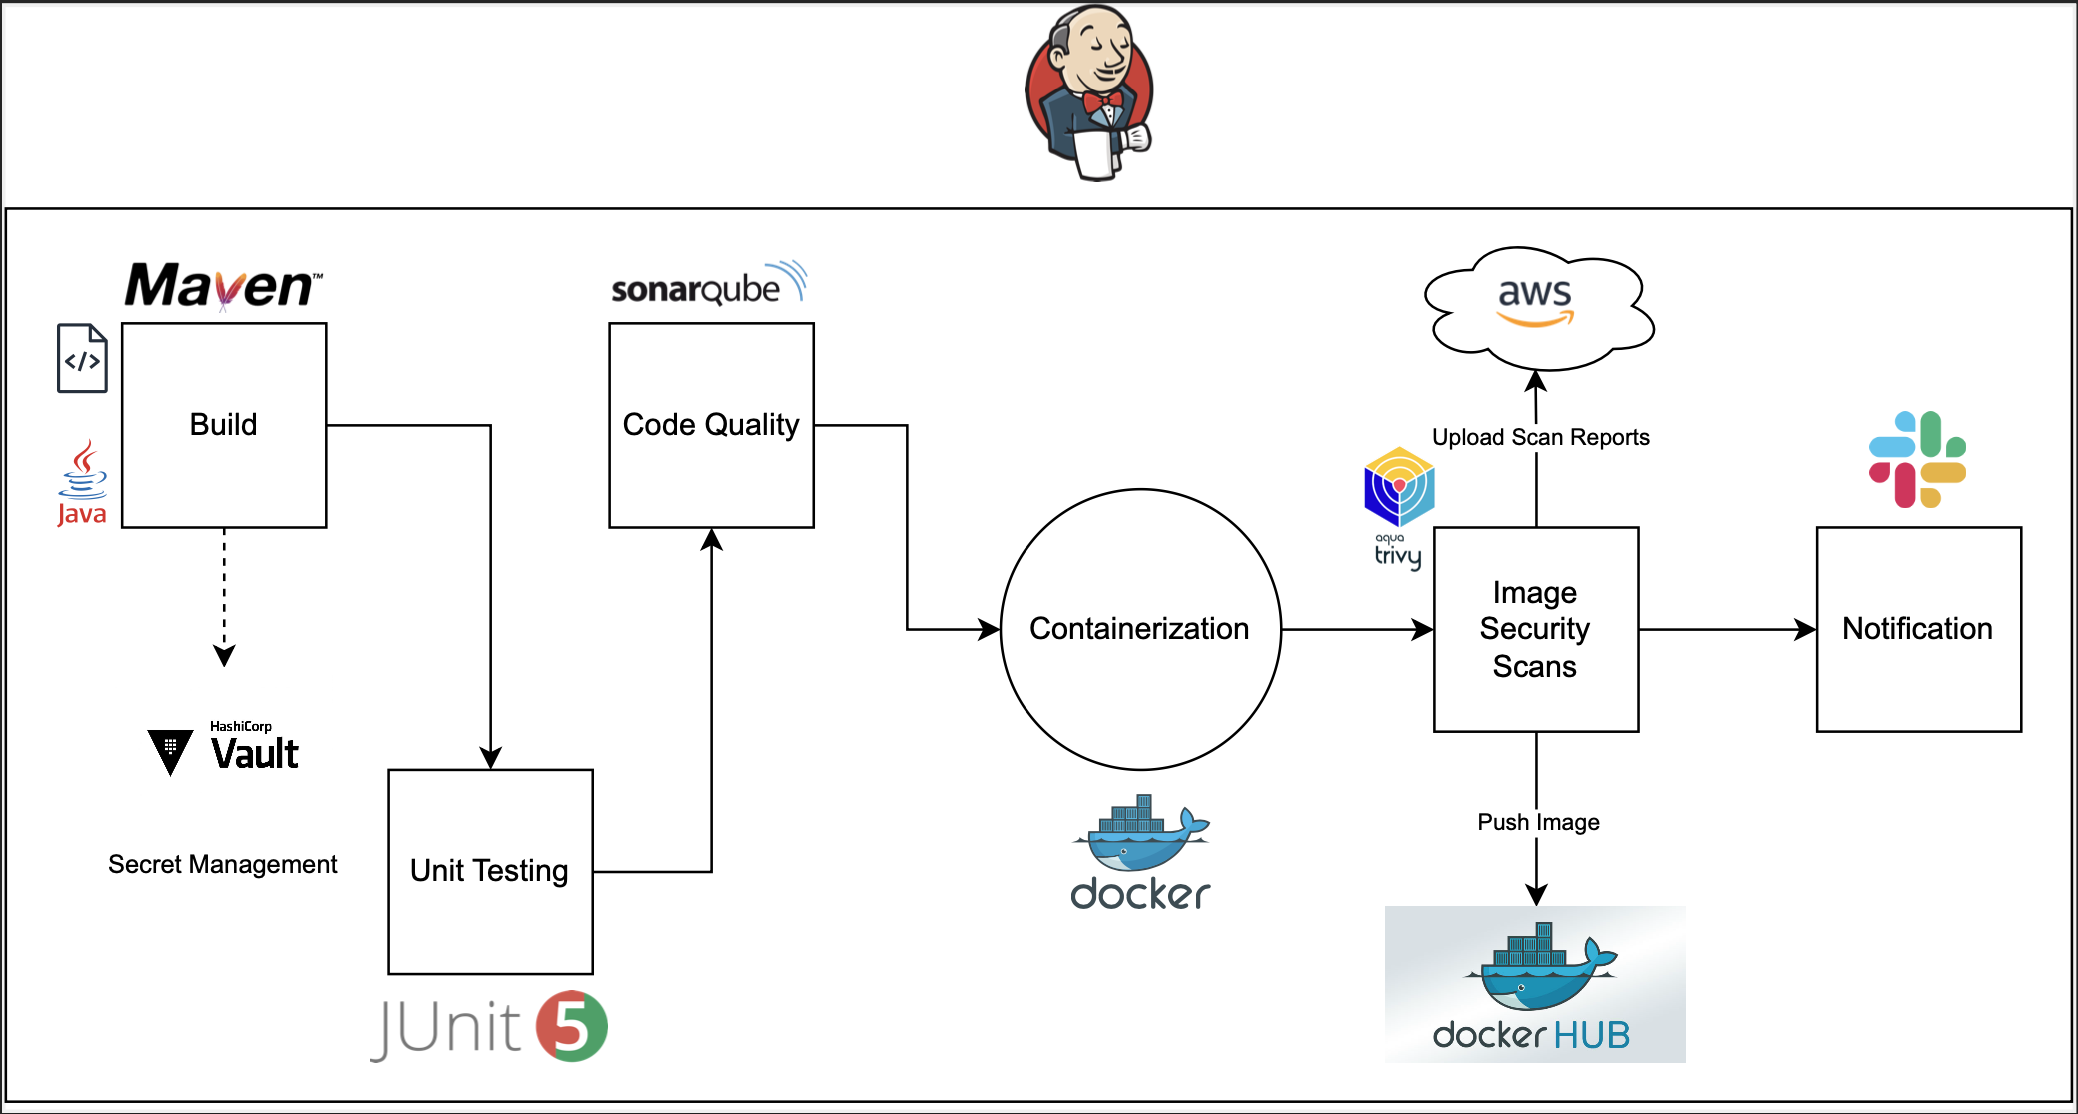 Maven™
</>
Build
Java
HashiCorp
Vault
Secret Management
Unit Testing
JUnit 5
sonarqube
Code Quality
Containerization
docker
aws
Upload Scan Reports
aqua
trivy
Image
Security
Scans
Push Image
docker HUB
Notification